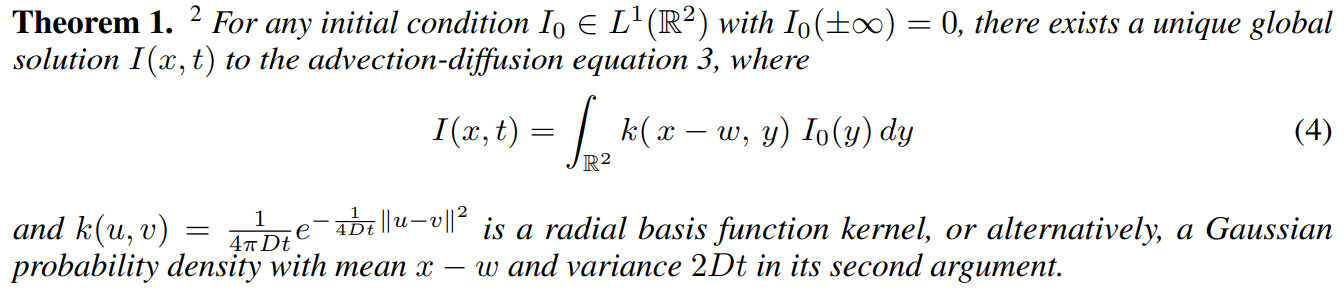 Theorem 1. ² For any initial condition I₀ ∈ L¹(ℝ²) with I₀(±∞) = 0, there exists a unique global
solution I(x, t) to the advection-diffusion equation 3, where
I(x, t) = ∫_{ℝ²} k( x − w, y) I₀(y) dy (4)
and k(u, v) = \frac{1}{4πDt} e^{−\frac{1}{4Dt}‖u−v‖²} is a radial basis function kernel, or alternatively, a Gaussian
probability density with mean x − w and variance 2Dt in its second argument.